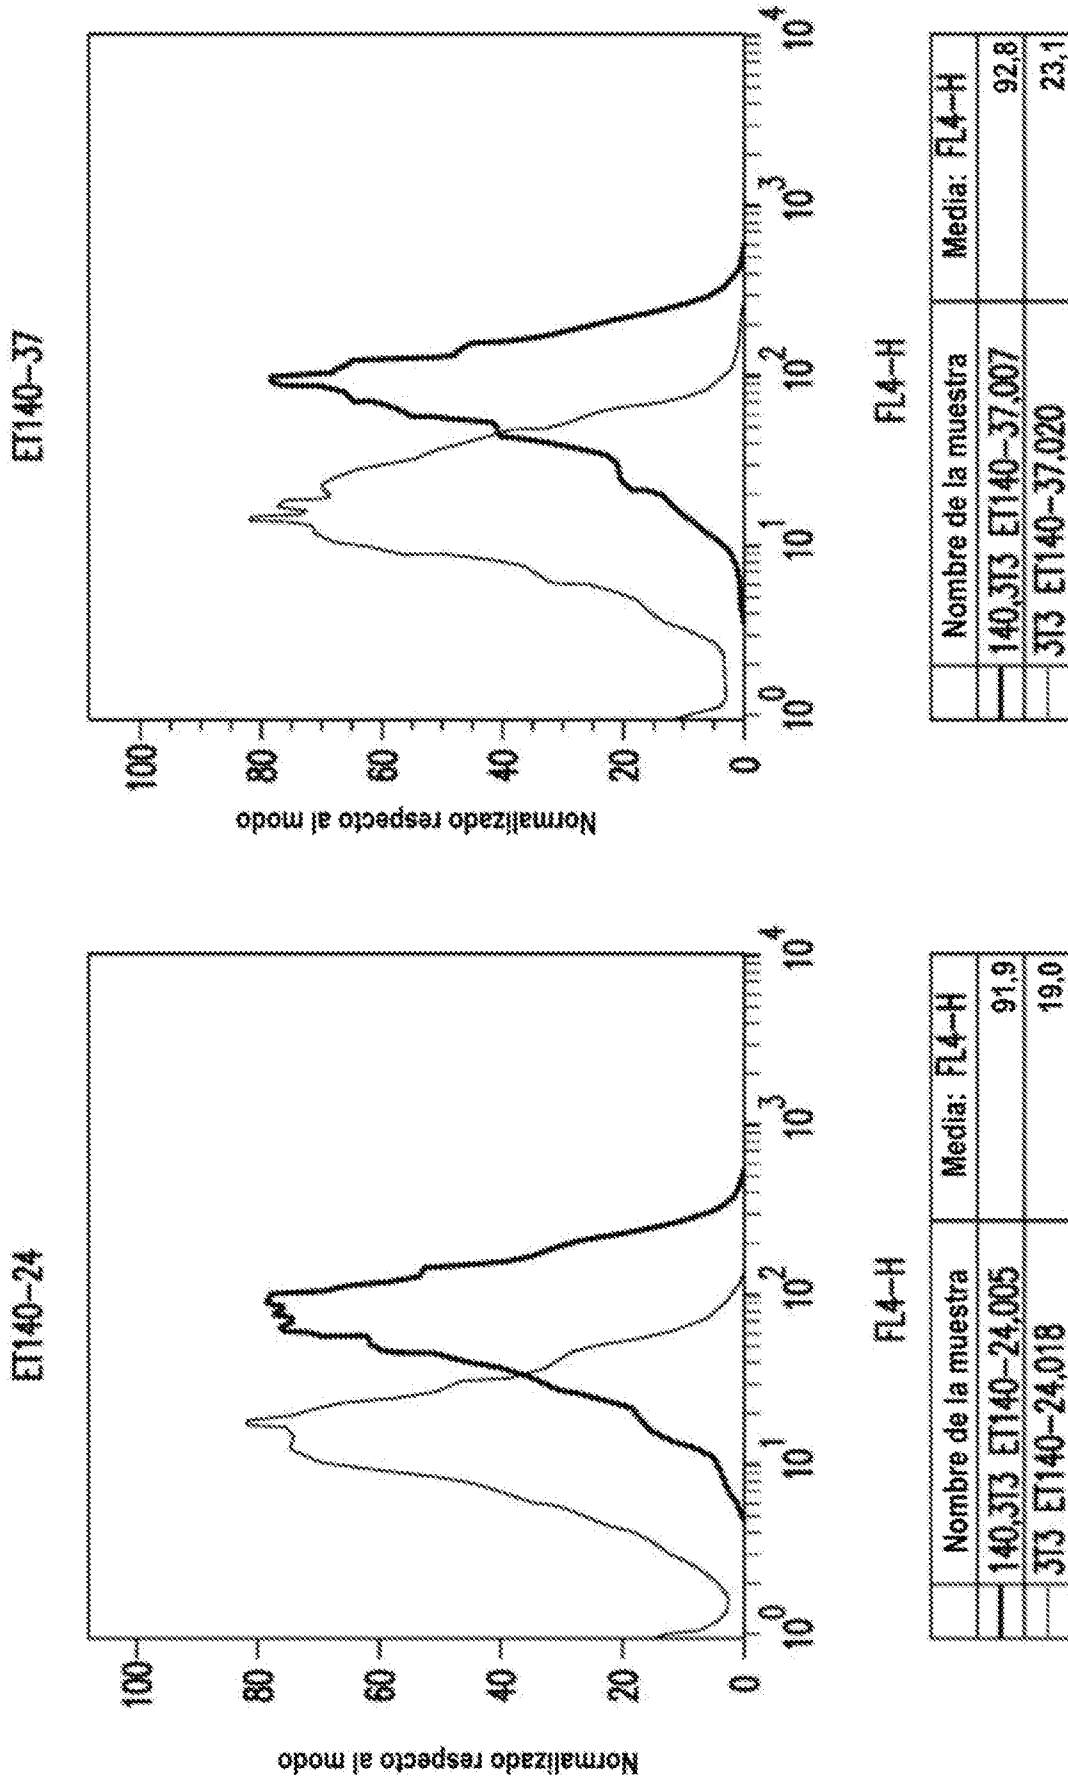 ET140-24
Normalizado respecto al modo
100
80
60
40
20
0
10^0
10^1
10^2
10^3
10^4
FL4-H
Nombre de la muestra Media: FL4-H
140,3T3 ET140-24,005 91,9
3T3 ET140-24,018 19,0
ET140-37
Normalizado respecto al modo
100
80
60
40
20
0
10^0
10^1
10^2
10^3
10^4
FL4-H
Nombre de la muestra Media: FL4-H
140,3T3 ET140-37,007 92,8
3T3 ET140-37,020 23,1